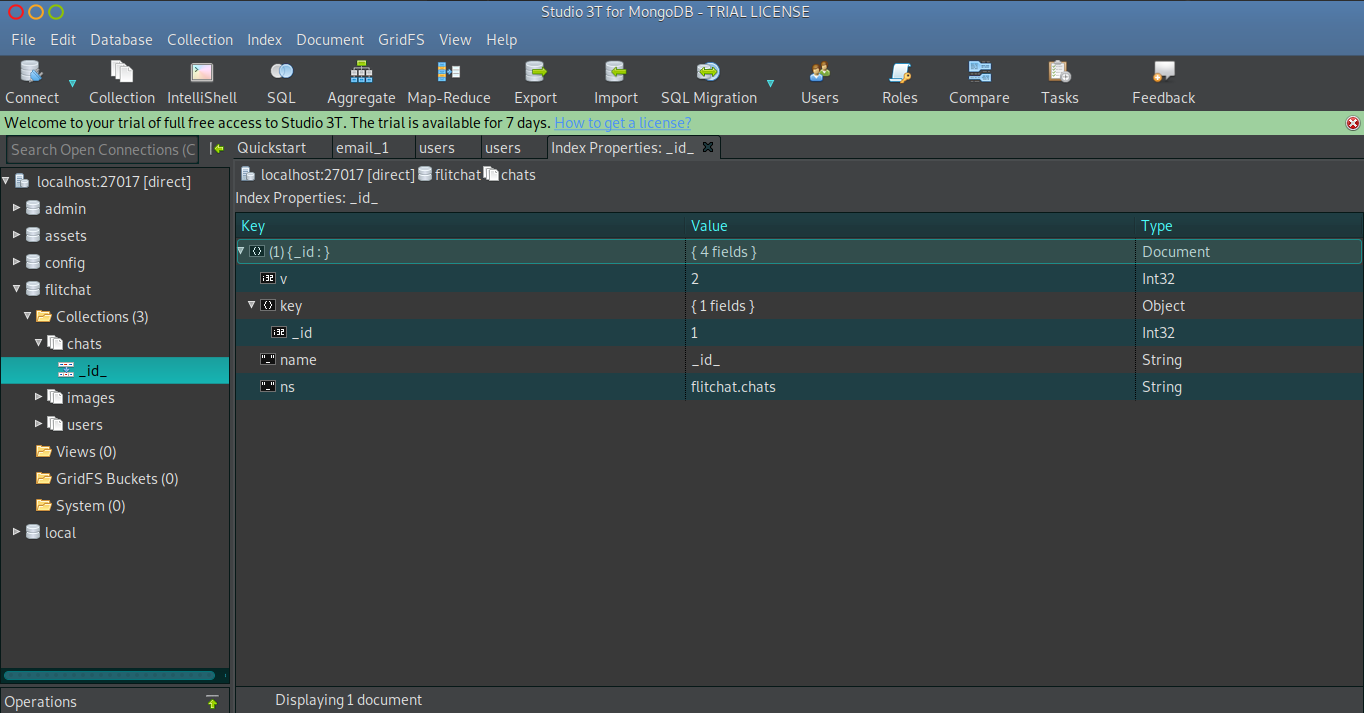 Studio 3T for MongoDB - TRIAL LICENSE
File Edit Database Collection Index Document GridFS View Help
Connect Collection IntelliShell SQL Aggregate Map-Reduce Export Import SQL Migration Users Roles Compare Tasks Feedback
Welcome to your trial of full free access to Studio 3T. The trial is available for 7 days. How to get a license?
Search Open Connections (C
Quickstart email_1 users users Index Properties: _id_
localhost:27017 [direct]
admin
assets
config
flitchat
Collections (3)
chats
_id_
images
users
Views (0)
GridFS Buckets (0)
System (0)
local
Operations
localhost:27017 [direct] flitchat chats
Index Properties: _id_
Key Value Type
(1) {_id : } { 4 fields } Document
v 2 Int32
key { 1 fields } Object
_id 1 Int32
name _id_ String
ns flitchat.chats String
Displaying 1 document